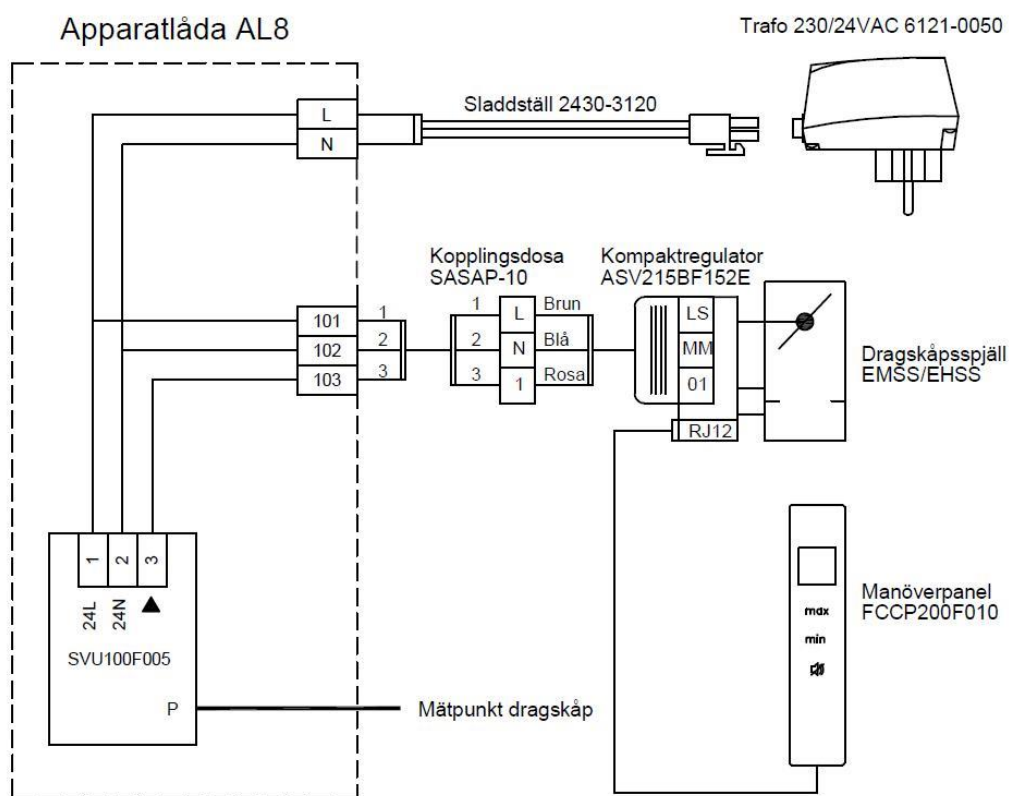 Apparatlåda AL8
Trafo 230/24VAC 6121-0050
Sladdställ 2430-3120
L
N
Kopplingsdosa
SASAP-10
Kompaktregulator
ASV215BF152E
101
102
103
1
2
3
1
2
3
L
N
1
Brun
Blå
Rosa
LS
MM
01
RJ12
Dragskåpsspjäll
EMSS/EHSS
1
2
3
24L
24N
SVU100F005
P
Mätpunkt dragskåp
max
min
Manöverpanel
FCCP200F010